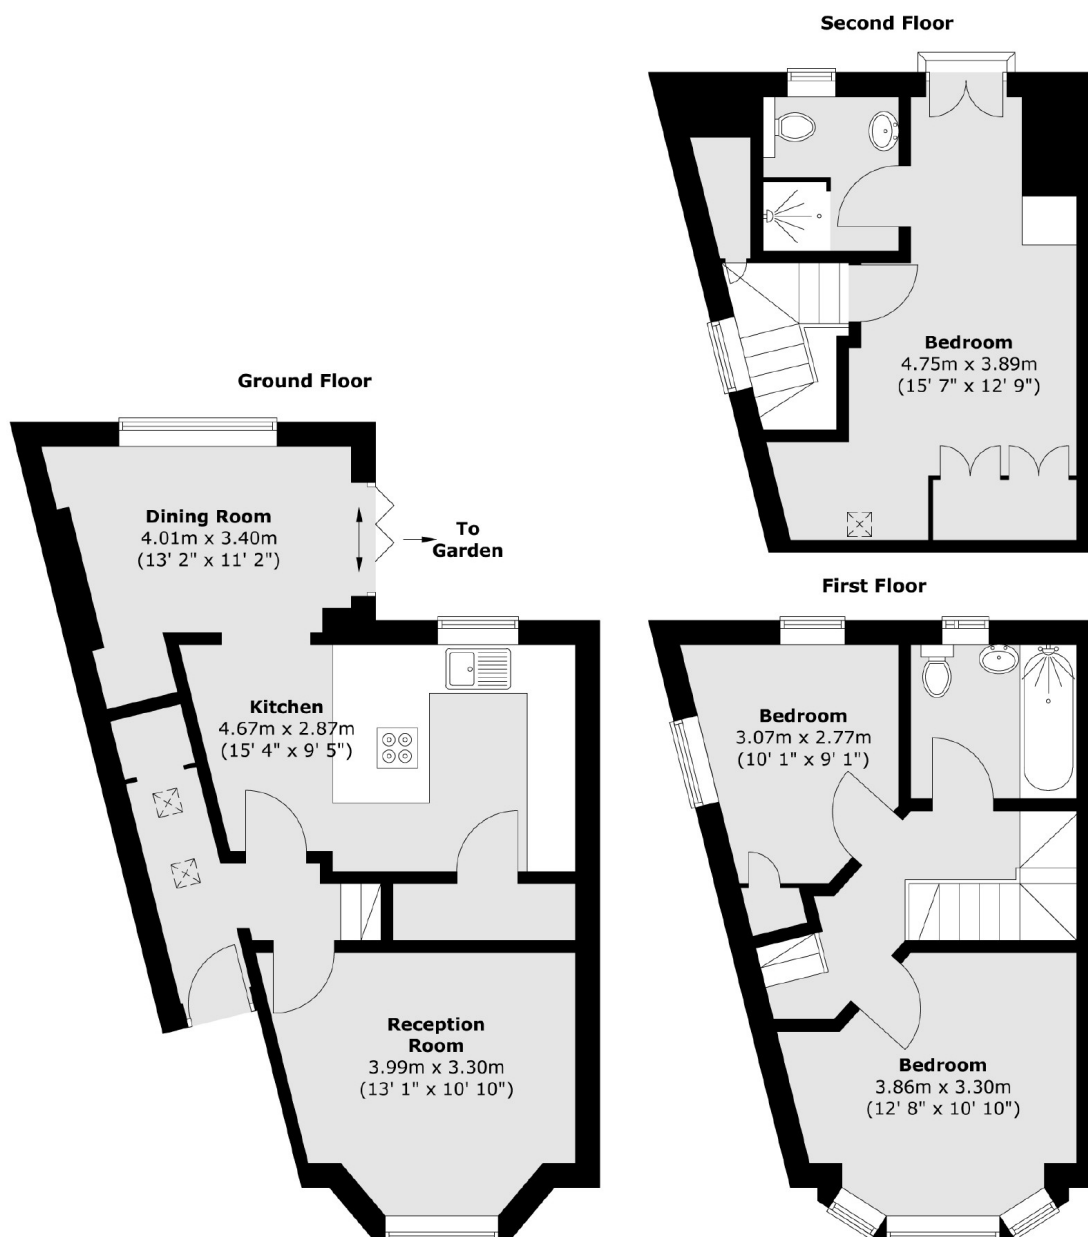 Second Floor
Bedroom
4.75m x 3.89m
(15' 7" x 12' 9")
Ground Floor
Dining Room
4.01m x 3.40m
(13' 2" x 11' 2")
To
Garden
Kitchen
4.67m x 2.87m
(15' 4" x 9' 5")
Reception
Room
3.99m x 3.30m
(13' 1" x 10' 10")
First Floor
Bedroom
3.07m x 2.77m
(10' 1" x 9' 1")
Bedroom
3.86m x 3.30m
(12' 8" x 10' 10")